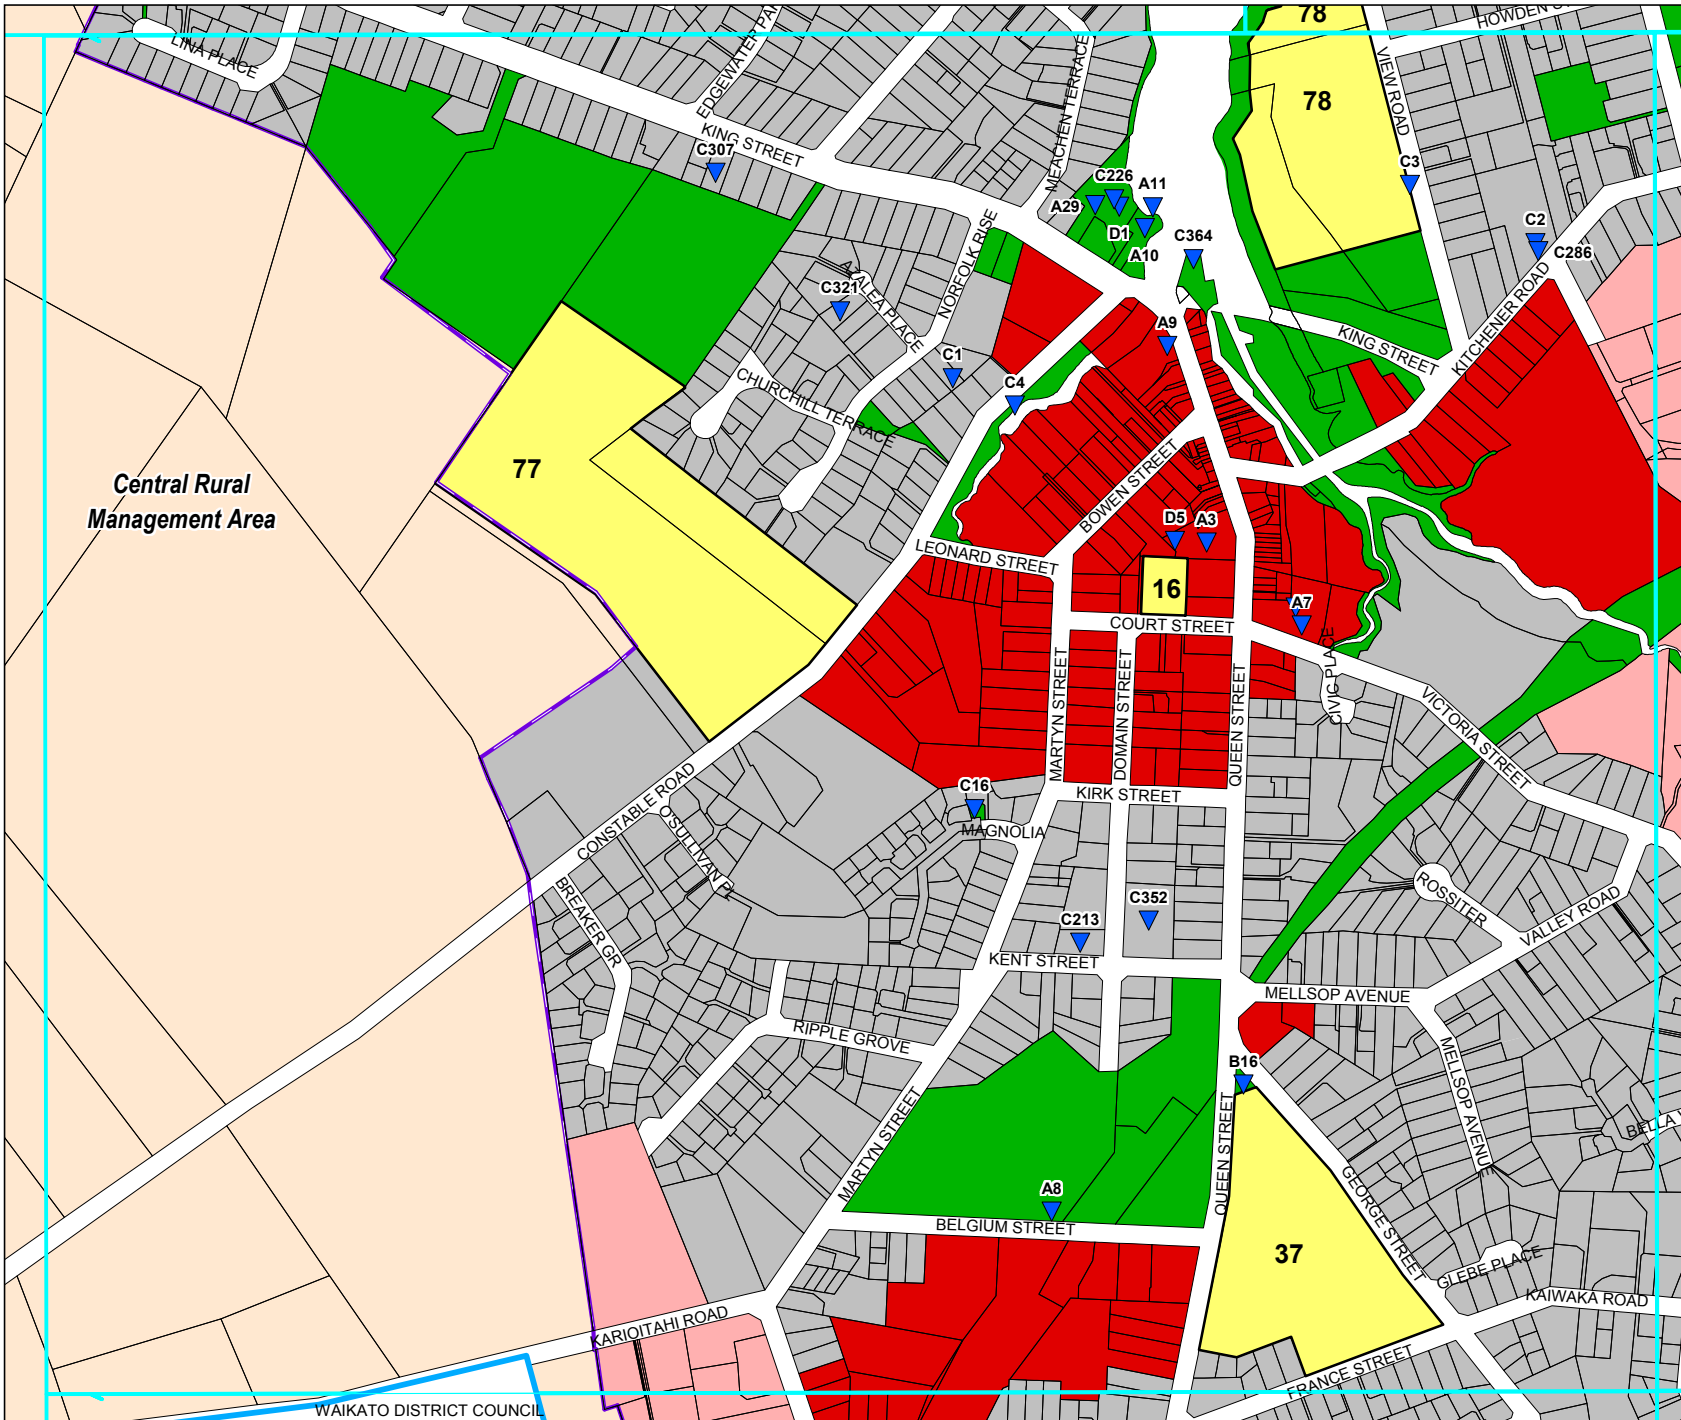 78
HOWDEN S
LINA PLACE
EDGEWATER PA
MEACHEN TERRACE
VIEW ROAD
78
KING STREET
C307
C3
C226
A11
A29
D1
A10
C364
C2
C286
NORFOLK RISE
AZALEA PLACE
C321
A9
KING STREET
KITCHENER ROAD
C1
C4
CHURCHILL TERRACE
77
Central Rural
Management Area
BOWEN STREET
D5
A3
LEONARD STREET
16
A7
COURT STREET
CIVIC PLACE
MARTYN STREET
DOMAIN STREET
QUEEN STREET
VICTORIA STREET
C16
KIRK STREET
MAGNOLIA
CONSTABLE ROAD
O'SULLIVAN PL
BREAKER GR
C352
C213
ROSSITER
VALLEY ROAD
KENT STREET
MELLSOP AVENUE
RIPPLE GROVE
B16
MELLSOP AVENUE
BELLA
MARTYN STREET
QUEEN STREET
GEORGE STREET
A8
BELGIUM STREET
37
GLEBE PLACE
KAIWAKA ROAD
KARIOITAHI ROAD
FRANCE STREET
WAIKATO DISTRICT COUNCIL